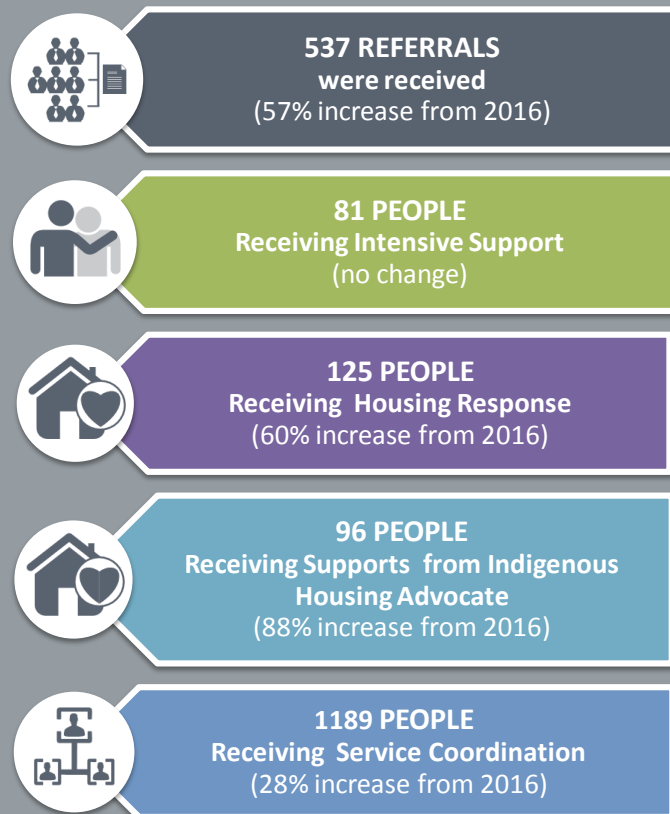 537 REFERRALS
were received
(57% increase from 2016)
81 PEOPLE
Receiving Intensive Support
(no change)
125 PEOPLE
Receiving Housing Response
(60% increase from 2016)
96 PEOPLE
Receiving Supports from Indigenous
Housing Advocate
(88% increase from 2016)
1189 PEOPLE
Receiving Service Coordination
(28% increase from 2016)